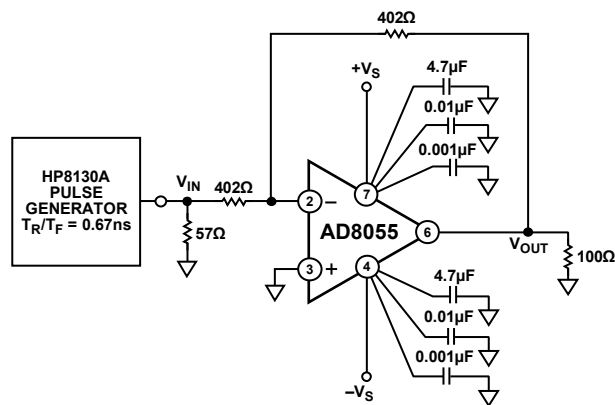 402Ω
+VS
4.7µF
0.01µF
0.001µF
HP8130A
PULSE
GENERATOR
TR/TF = 0.67ns
VIN
402Ω
57Ω
2
−
7
AD8055
6
3
+
4
VOUT
100Ω
4.7µF
0.01µF
0.001µF
−VS